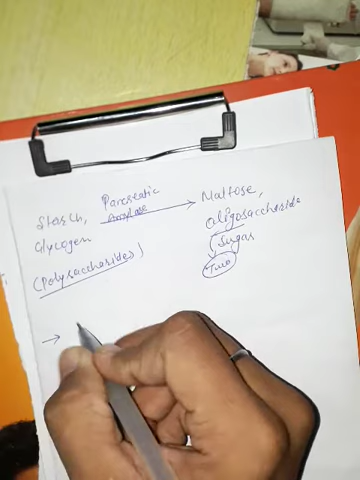 Starch, Pancreatic Maltose,
Glycogen Amylase oligosaccharide
(Polysaccharides) Sugar
Two
→